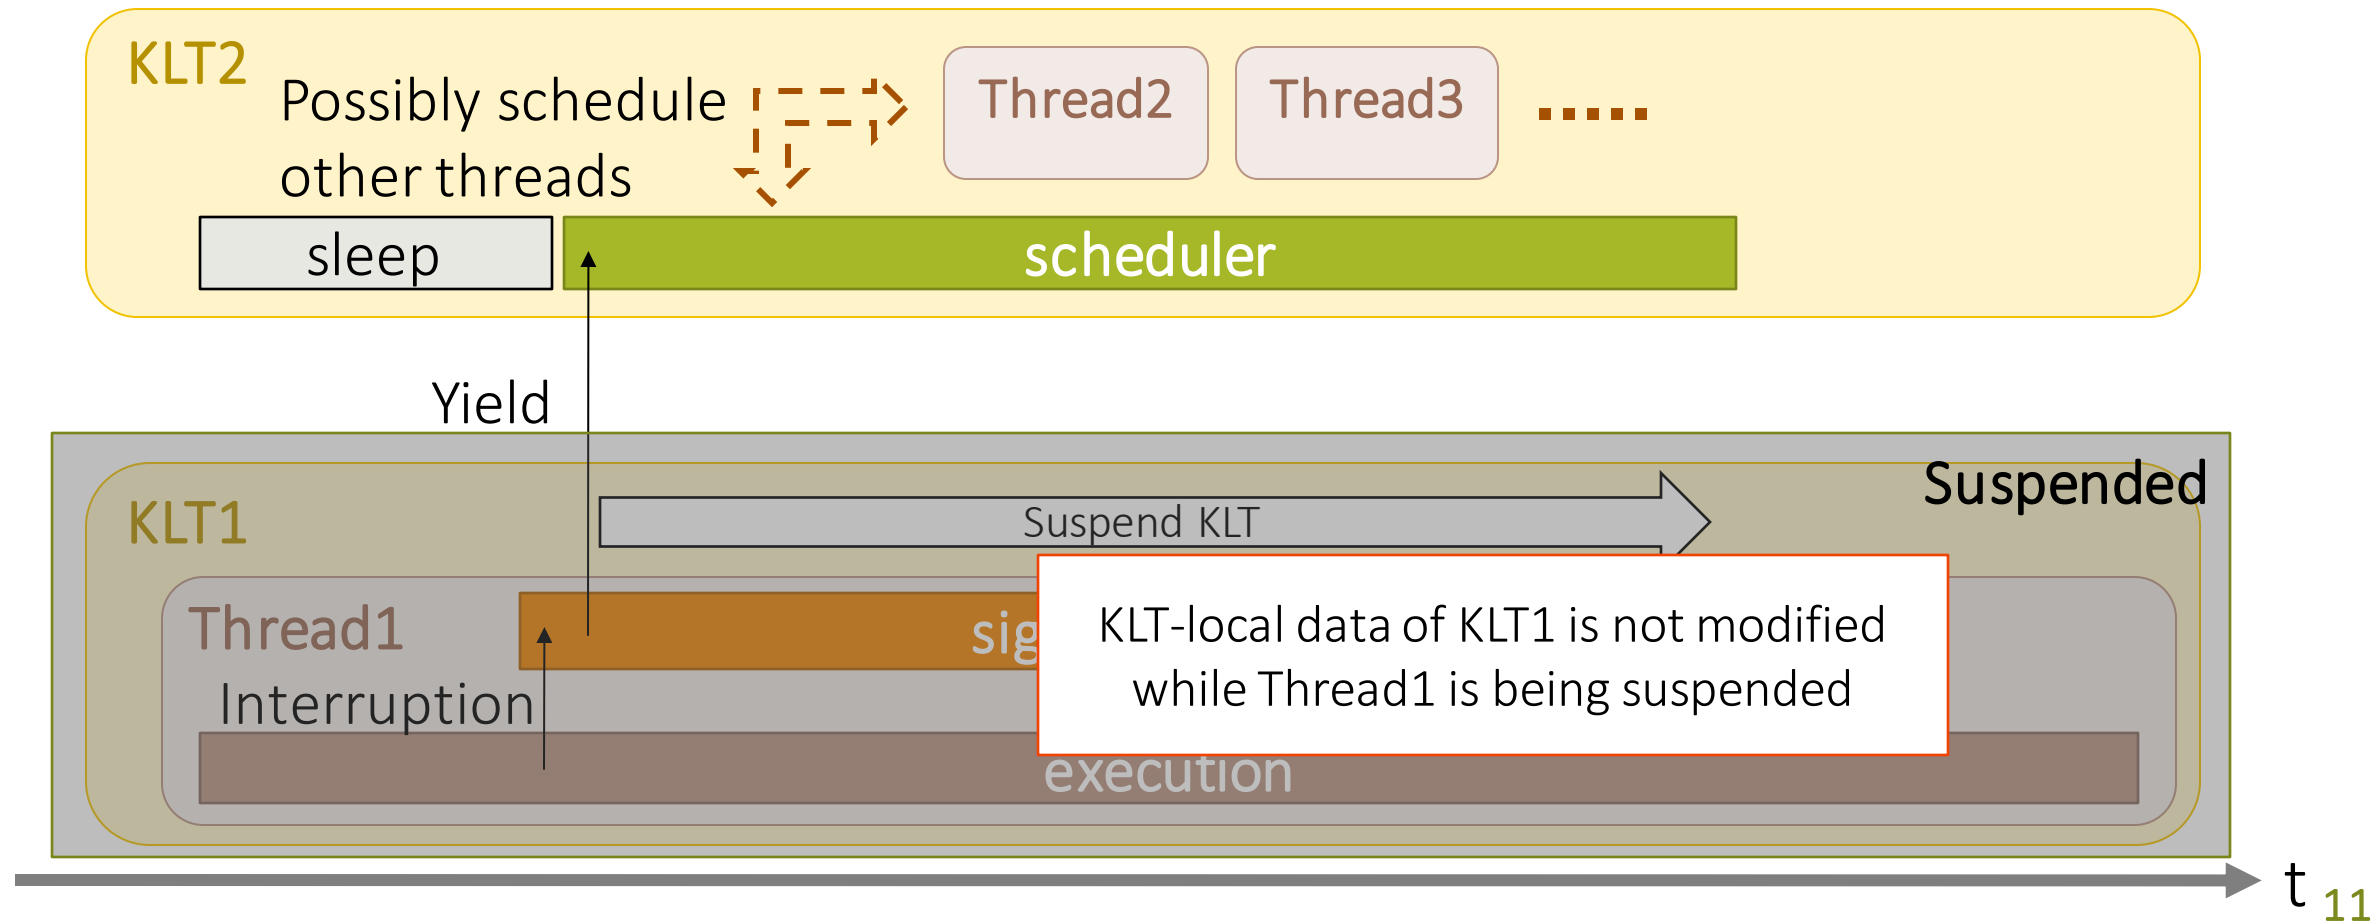 KLT2
Possibly schedule
other threads
Thread2
Thread3
sleep
scheduler
Yield
Suspended
KLT1
Suspend KLT
Thread1
KLT-local data of KLT1 is not modified
while Thread1 is being suspended
Interruption
execution
t
11